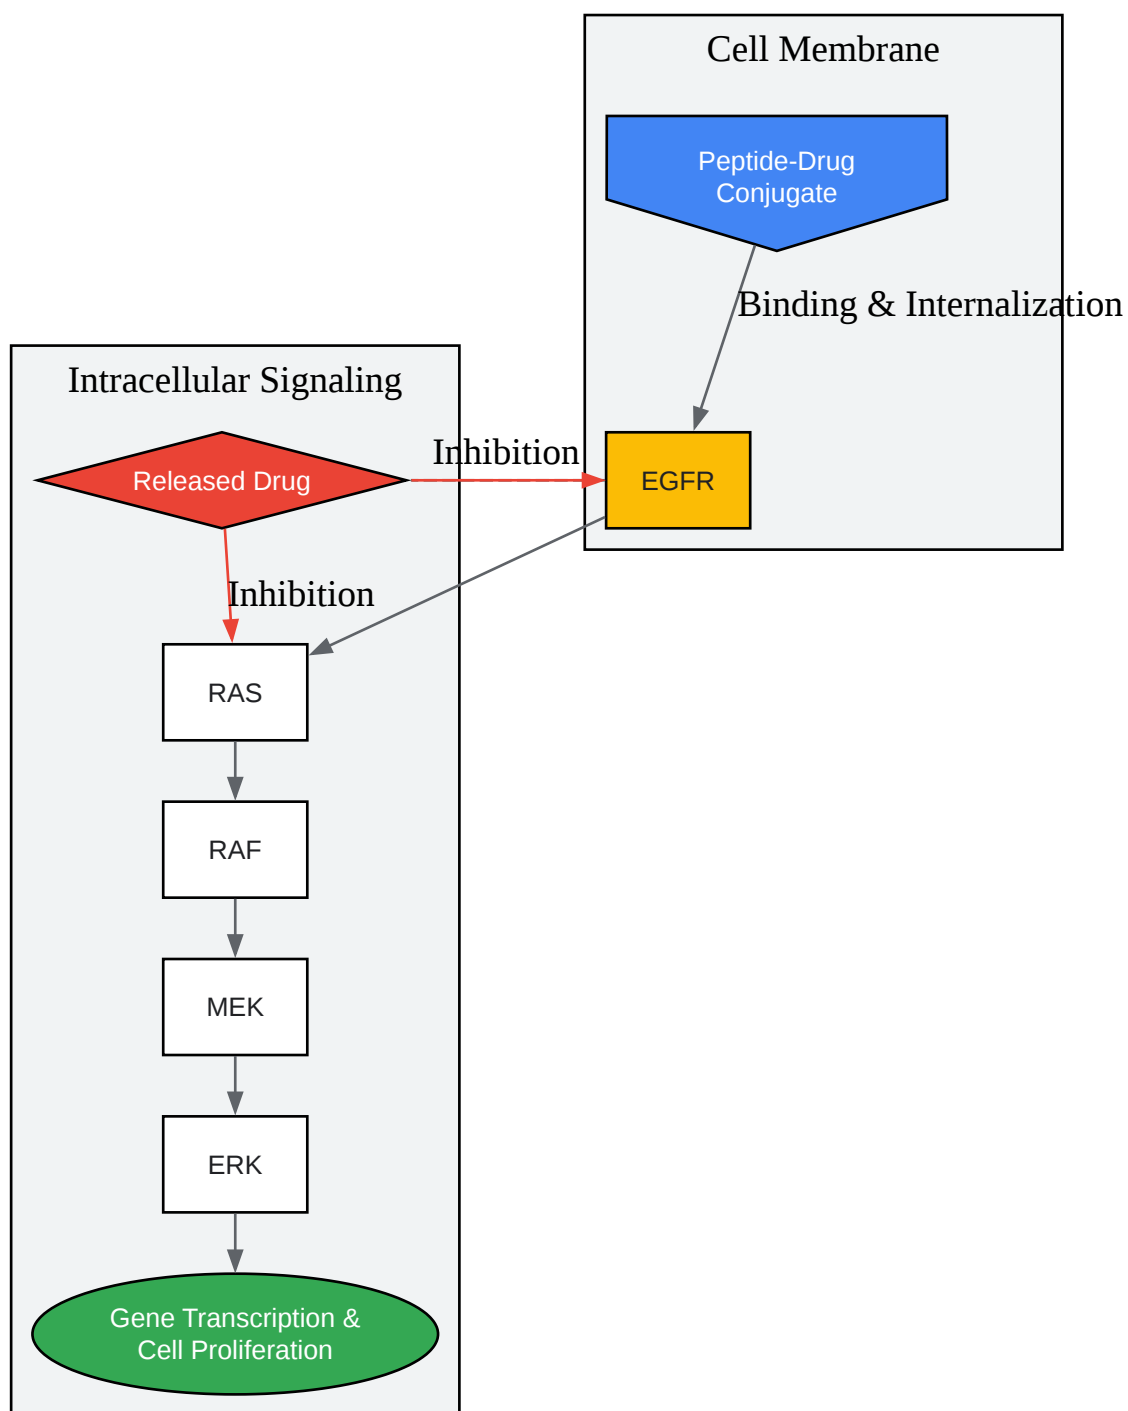 Cell Membrane
Peptide-Drug
Conjugate
Binding & Internalization
Intracellular Signaling
Released Drug
Inhibition
EGFR
Inhibition
RAS
RAF
MEK
ERK
Gene Transcription &
Cell Proliferation